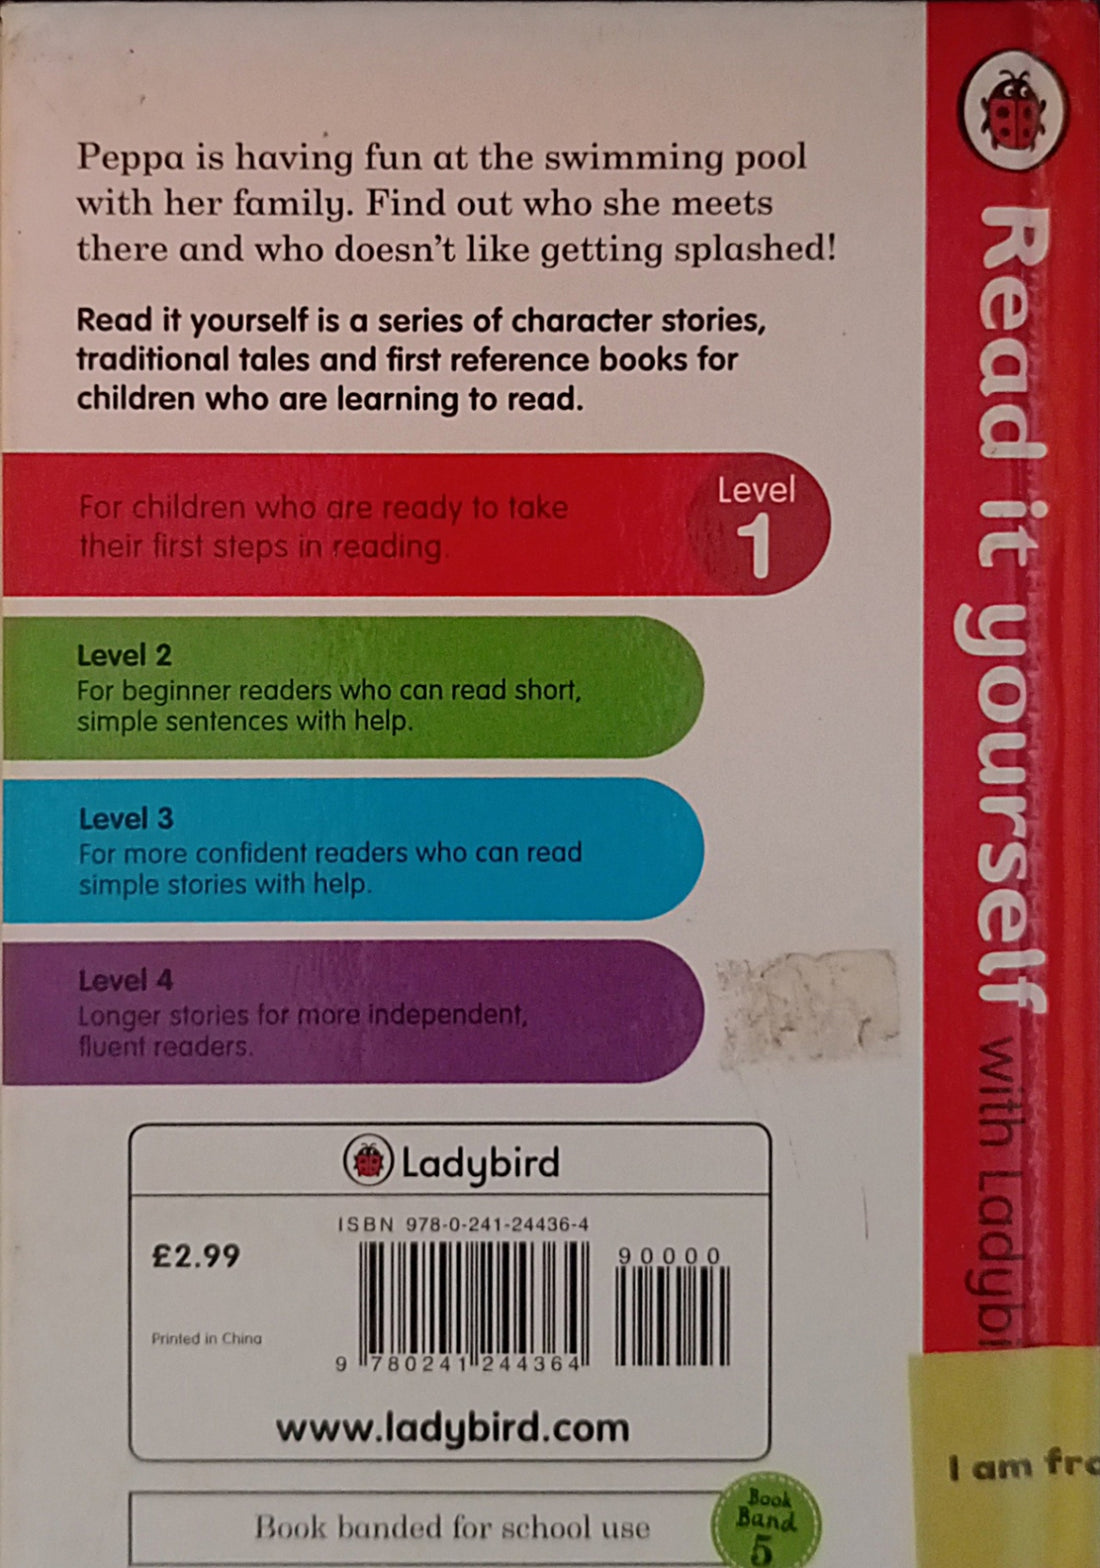 Peppa is having fun at the swimming pool
with her family. Find out who she meets
there and who doesn't like getting splashed!
Read it yourself is a series of character stories,
traditional tales and first reference books for
children who are learning to read.
For children who are ready to take
their first steps in reading.
Level
1
Level 2
For beginner readers who can read short,
simple sentences with help.
Level 3
For more confident readers who can read
simple stories with help.
Level 4
Longer stories for more independent,
fluent readers.
Ladybird
ISBN 978-0-241-24436-4
£2.99
90000
Printed in China
9 780241 244364
www.ladybird.com
Book banded for school use
Book
Band
5
Read it yourself with Ladybi
I am fro